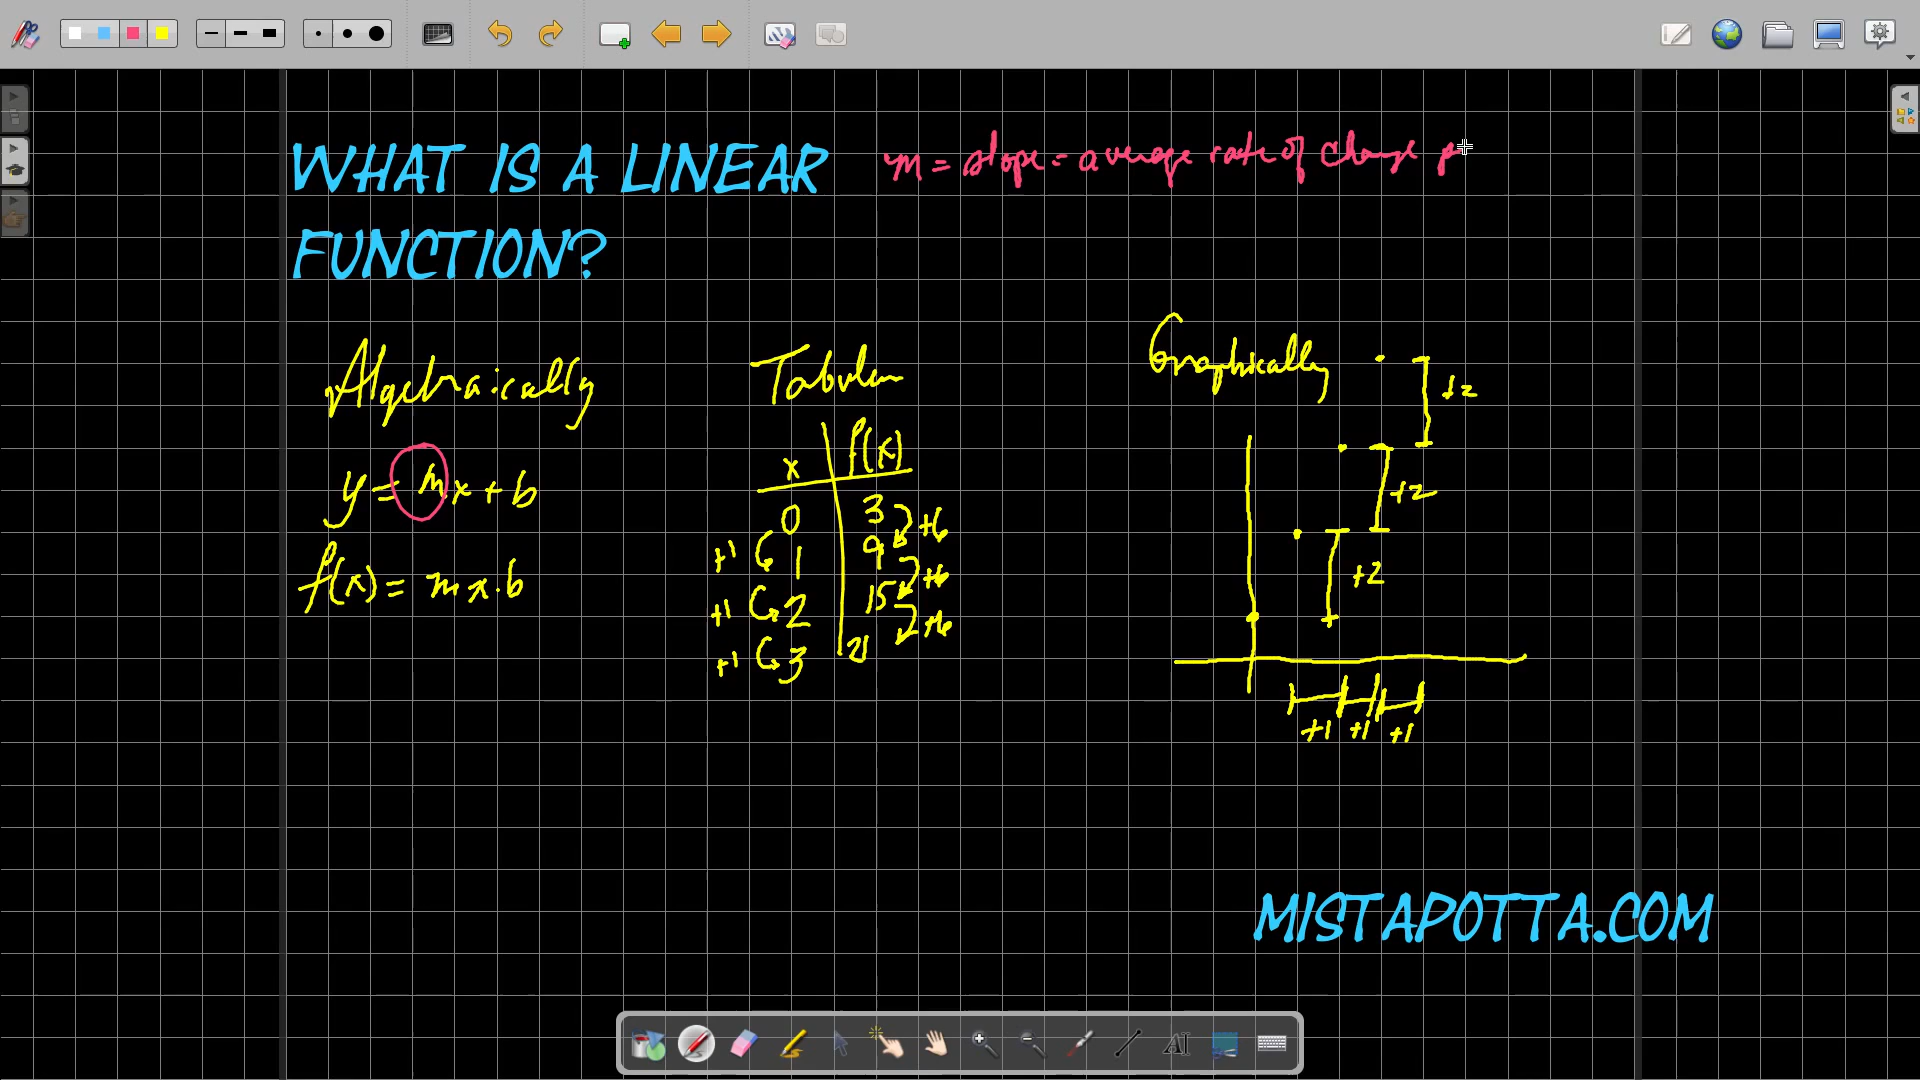 WHAT IS A LINEAR
FUNCTION?
m = slope = average rate of change
Algebraically
y = mx + b
f(x) = mx + b
Tabular
x f(x)
0 3
+1 1 9 +6
+1 2 15 +6
+1 3 21 +6
Graphically
+2
+2
+2
+1 +1 +1
MISTAPOTTA.COM